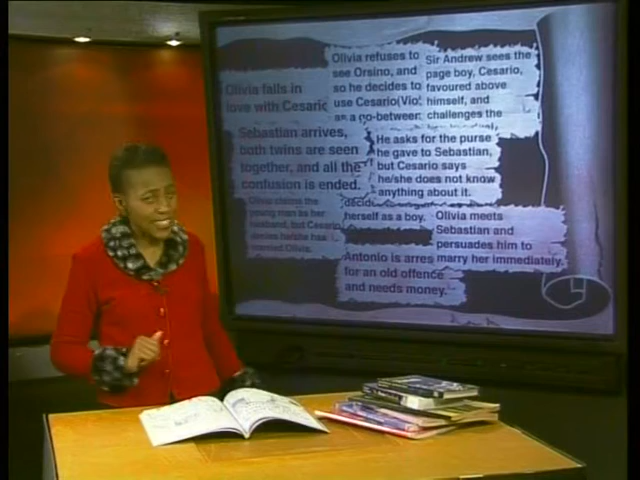 Olivia falls in
love with Cesario
Olivia refuses to
see Orsino, and
so he decides to
use Cesario(Vio
as a go-between
Sir Andrew sees the
page boy, Cesario,
favoured above
himself, and
challenges the
Sebastian arrives,
both twins are seen
together, and all the
confusion is ended.
He asks for the purse
he gave to Sebastian,
but Cesario says
he/she does not know
anything about it.
Olivia claims the
young man as her
husband, but Cesario
denies he/she has
married Olivia.
decid
herself as a boy.
Olivia meets
Sebastian and
persuades him to
marry her immediately.
Antonio is arres
for an old offence
and needs money.